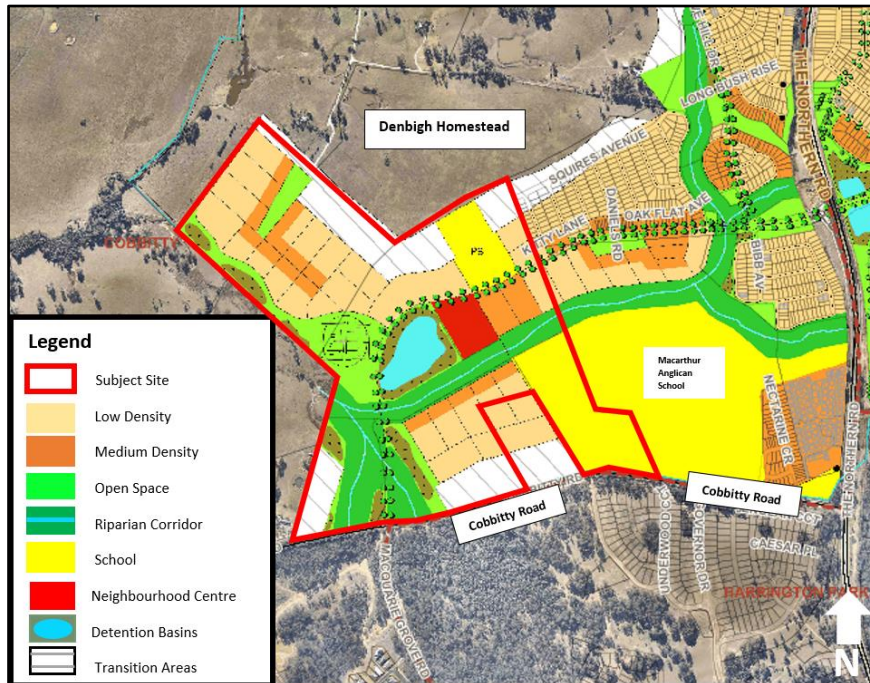 Denbigh Homestead
LONG BUSH RISE
THE NORTHERN RD
SQUIRES AVENUE
DANIELS RD
OAK FLAT AVE
KITTY LANE
BIBB AV
COBBITTY
PS
Macarthur
Anglican
School
NECTARINE CR
THE NORTHERN RD
Cobbitty Road
Cobbitty Road
MACQUARIE GROVE RD
UNDERWOOD CCT
GOVERNOR DR
CAESAR PL
HARRINGTON PARK
N
Legend
Subject Site
Low Density
Medium Density
Open Space
Riparian Corridor
School
Neighbourhood Centre
Detention Basins
Transition Areas